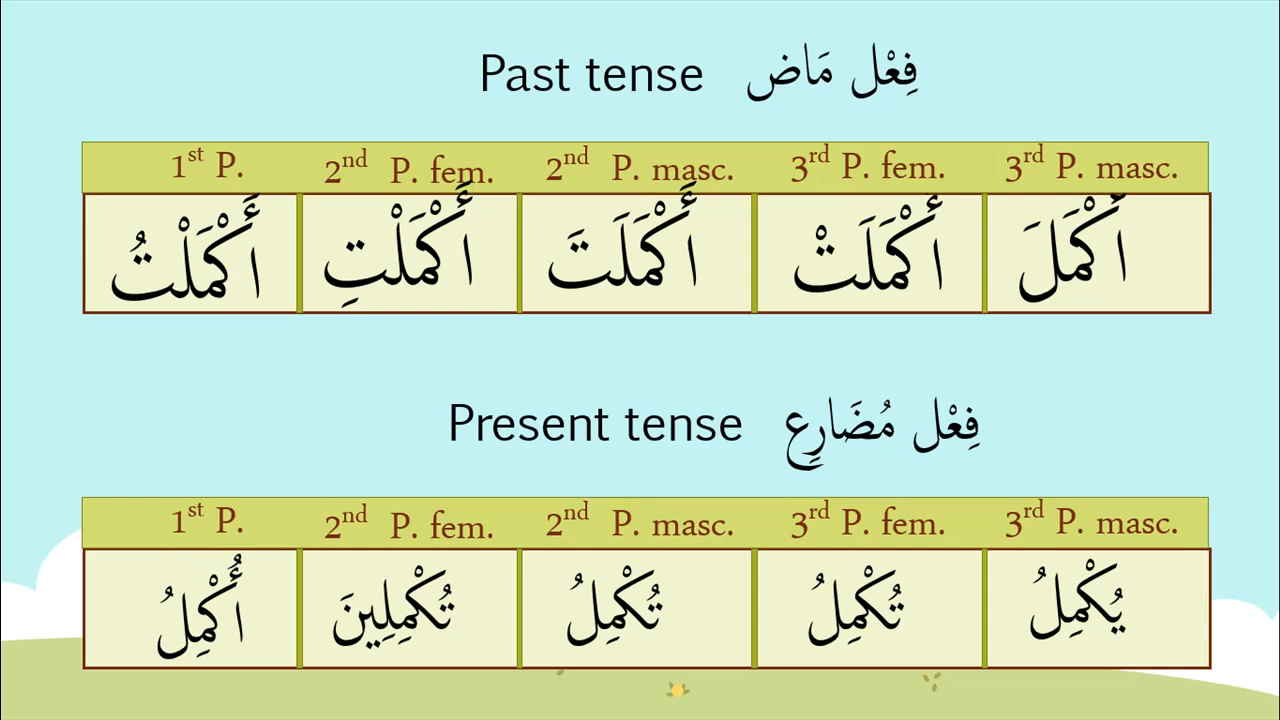 Past tense فِعْل مَاض
1st P. 2nd P. fem. 2nd P. masc. 3rd P. fem. 3rd P. masc.
أَكْمَلَ أَكْمَلَتْ أَكْمَلَتَ أَكْمَلْتِ أَكْمَلْتُ
Present tense فِعْل مُضَارِع
1st P. 2nd P. fem. 2nd P. masc. 3rd P. fem. 3rd P. masc.
يُكْمِلُ تُكْمِلُ تُكْمِلُ تُكْمِلِينَ أُكْمِلُ